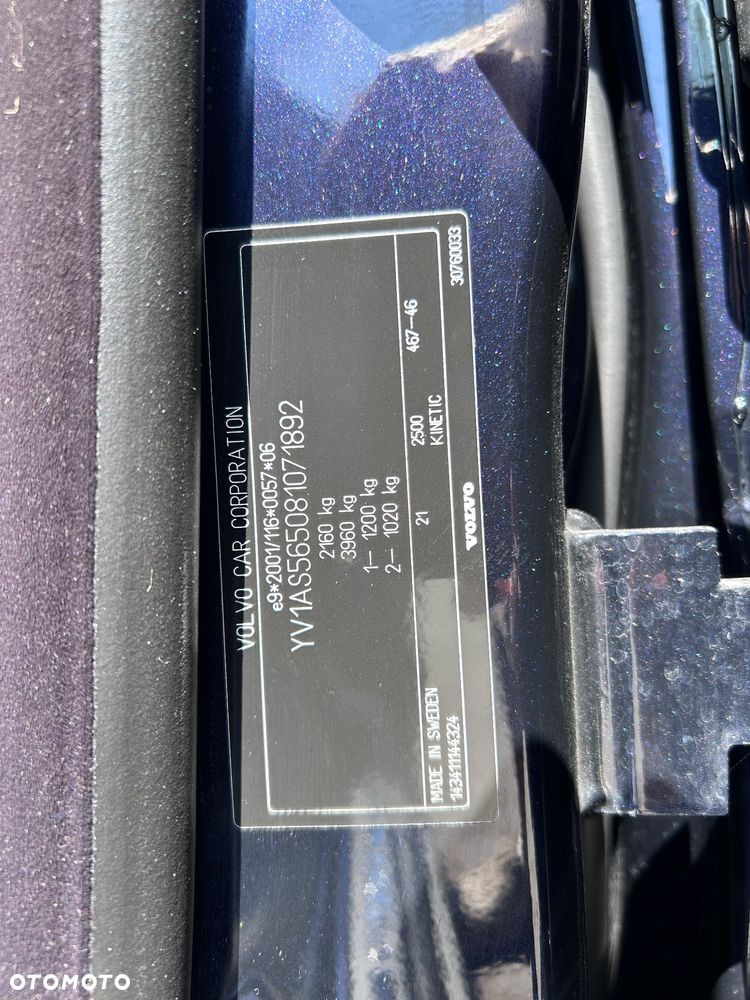 VOLVO CAR CORPORATION
e9*2001/116*0057*06
YV1AS565081071892
2160 kg
3960 kg
1– 1200 kg
2– 1020 kg
21 2500 467-46
MADE IN SWEDEN KINETIC
143411144324 VOLVO 30760033
OTOMOTO